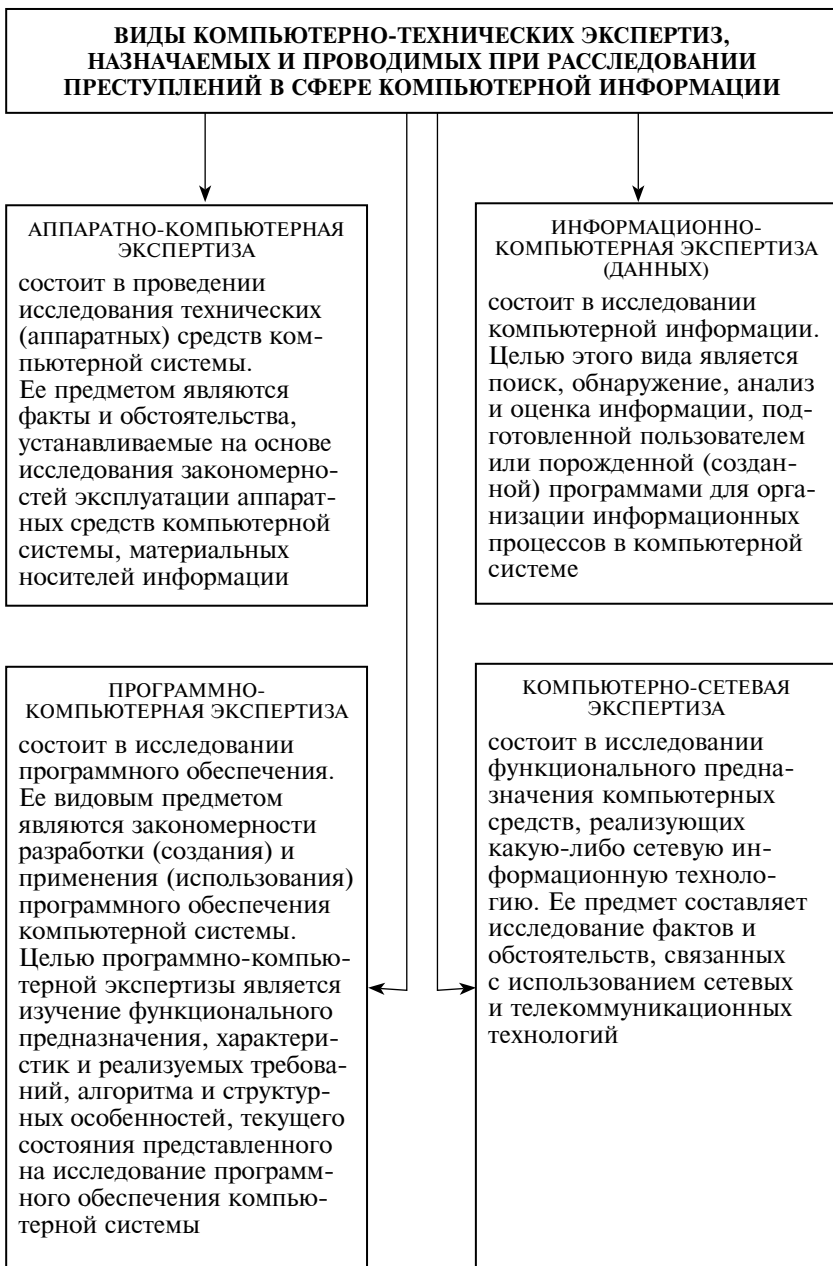 ВИДЫ КОМПЬЮТЕРНО-ТЕХНИЧЕСКИХ ЭКСПЕРТИЗ,
НАЗНАЧАЕМЫХ И ПРОВОДИМЫХ ПРИ РАССЛЕДОВАНИИ
ПРЕСТУПЛЕНИЙ В СФЕРЕ КОМПЬЮТЕРНОЙ ИНФОРМАЦИИ
АППАРАТНО-КОМПЬЮТЕРНАЯ
ЭКСПЕРТИЗА
состоит в проведении
исследования технических
(аппаратных) средств ком-
пьютерной системы.
Ее предметом являются
факты и обстоятельства,
устанавливаемые на основе
исследования закономерно-
стей эксплуатации аппарат-
ных средств компьютерной
системы, материальных
носителей информации
ИНФОРМАЦИОННО-
КОМПЬЮТЕРНАЯ ЭКСПЕРТИЗА
(ДАННЫХ)
состоит в исследовании
компьютерной информации.
Целью этого вида является
поиск, обнаружение, анализ
и оценка информации, под-
готовленной пользователем
или порожденной (создан-
ной) программами для орга-
низации информационных
процессов в компьютерной
системе
ПРОГРАММНО-
КОМПЬЮТЕРНАЯ ЭКСПЕРТИЗА
состоит в исследовании
программного обеспечения.
Ее видовым предметом
являются закономерности
разработки (создания) и
применения (использования)
программного обеспечения
компьютерной системы.
Целью программно-компью-
терной экспертизы является
изучение функционального
предназначения, характери-
стик и реализуемых требова-
ний, алгоритма и структур-
ных особенностей, текущего
состояния представленного
на исследование программ-
ного обеспечения компью-
терной системы
КОМПЬЮТЕРНО-СЕТЕВАЯ
ЭКСПЕРТИЗА
состоит в исследовании
функционального предна-
значения компьютерных
средств, реализующих
какую-либо сетевую ин-
формационную техноло-
гию. Ее предмет составляет
исследование фактов и
обстоятельств, связанных
с использованием сетевых
и телекоммуникационных
технологий